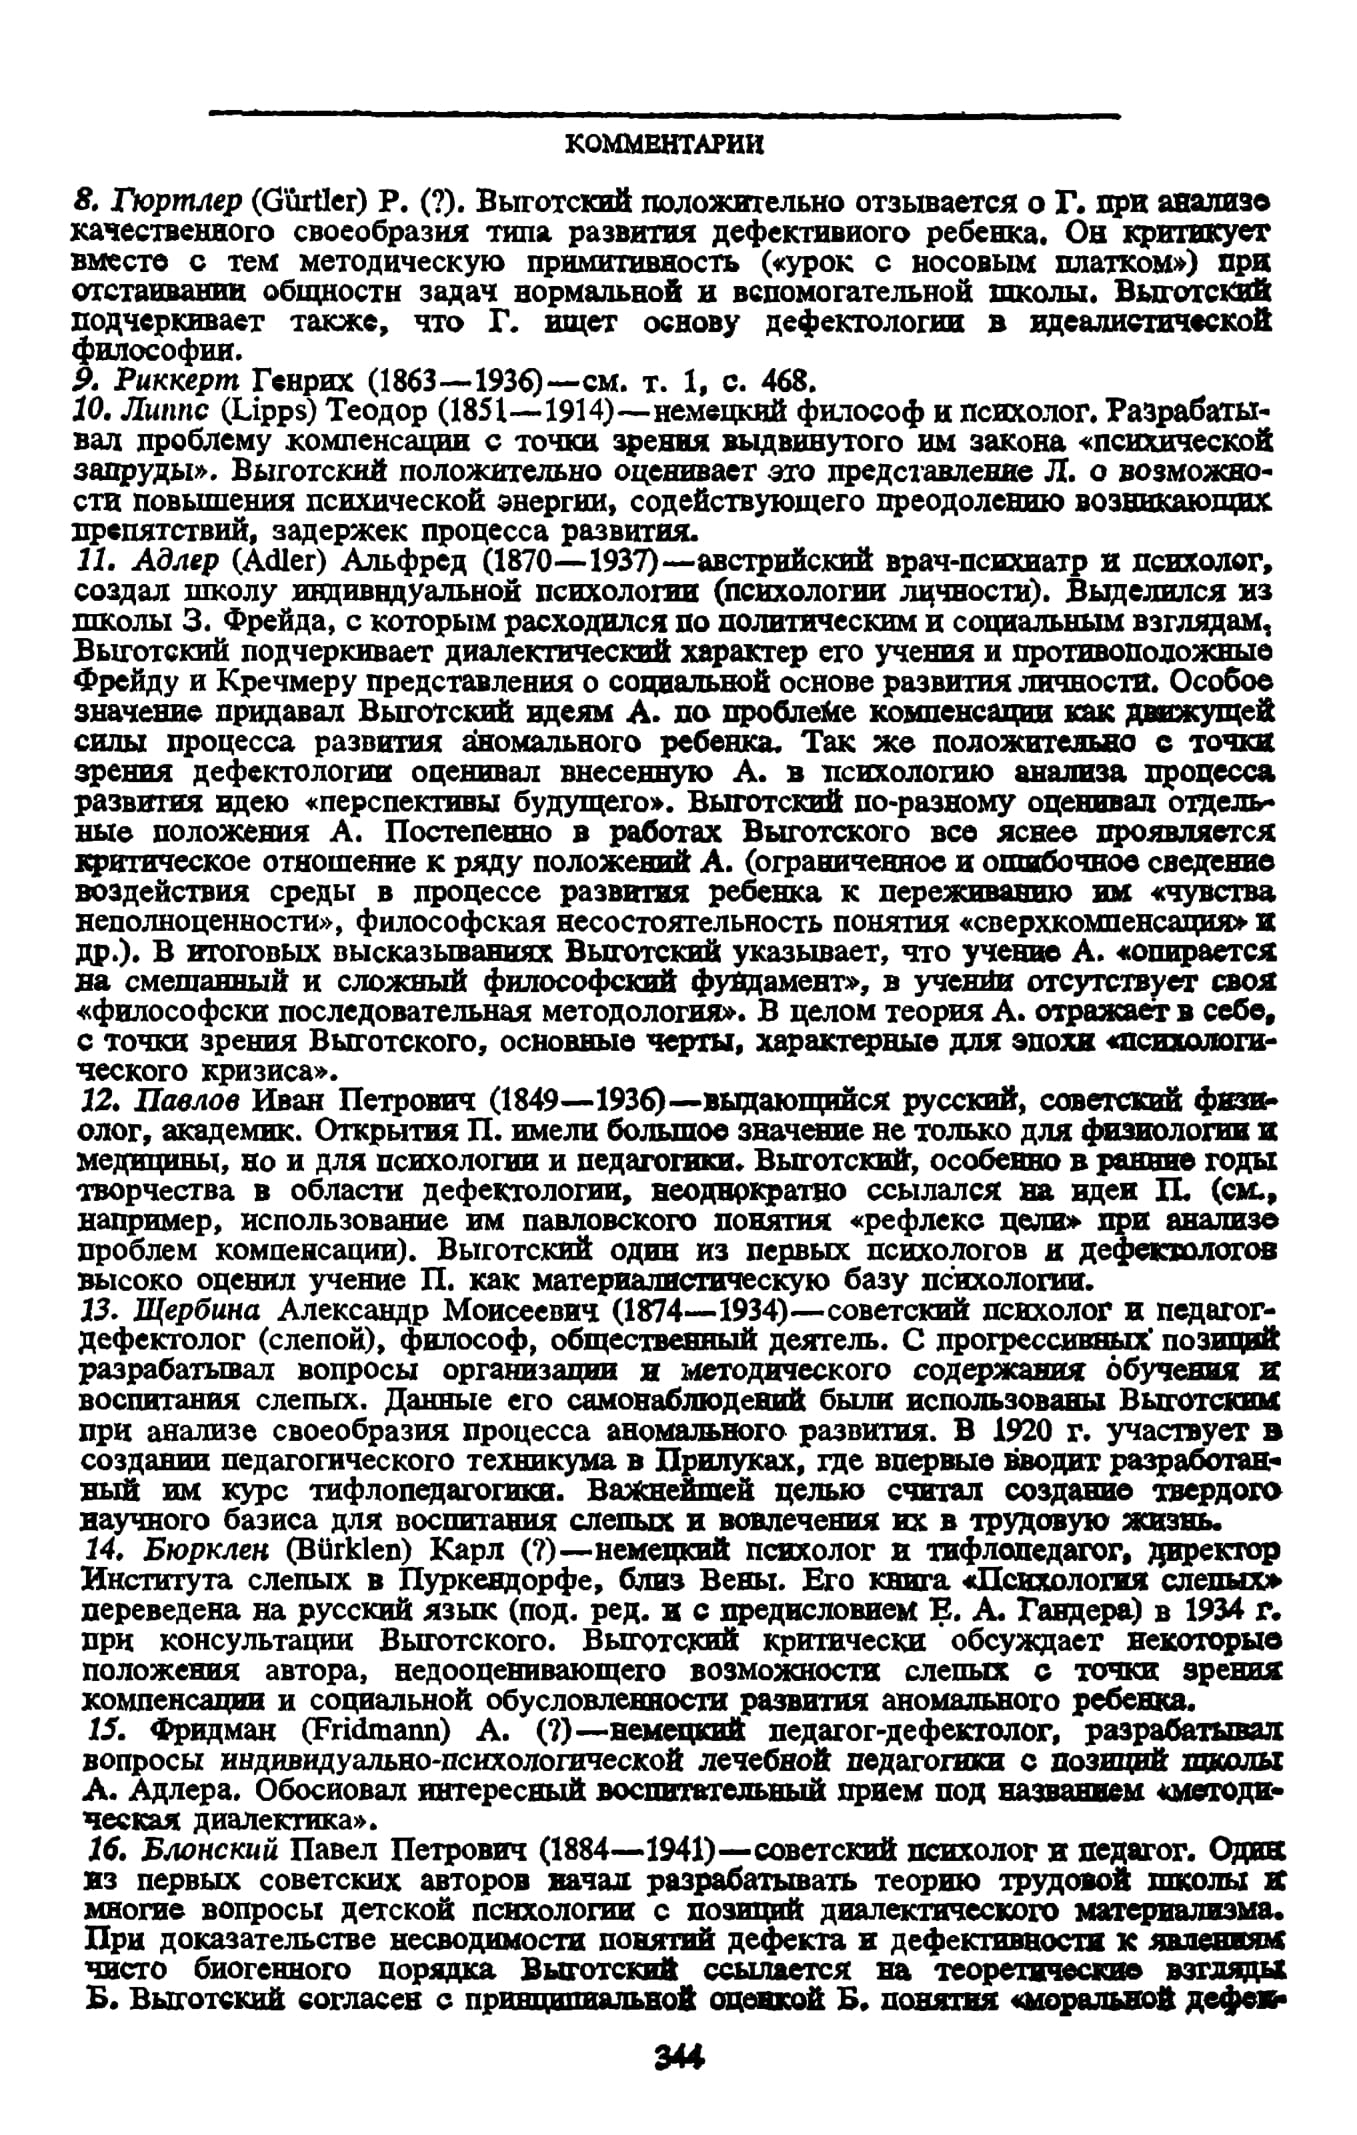 КОММЕНТАРИИ
8. Гюртлер (Gürtler) Р. (?). Выготский положительно отзывается о Г. при анализе
качественного своеобразия типа развития дефективного ребенка. Он критикует
вместе с тем методическую примитивность («урок с носовым платком») при
отстаивании общности задач нормальной и вспомогательной школы. Выготский
подчеркивает также, что Г. ищет основу дефектологии в идеалистической
философии.
9. Риккерт Генрих (1863—1936)—см. т. 1, с. 468.
10. Липпс (Lipps) Теодор (1851—1914)—немецкий философ и психолог. Разрабаты-
вал проблему компенсации с точки зрения выдвинутого им закона «психической
запруды». Выготский положительно оценивает это представление Л. о возможно-
сти повышения психической энергии, содействующего преодолению возникающих
препятствий, задержек процесса развития.
11. Адлер (Adler) Альфред (1870—1937)—австрийский врач-психиатр и психолог,
создал школу индивидуальной психологии (психологии личности). Выделился из
школы З. Фрейда, с которым расходился по политическим и социальным взглядам.
Выготский подчеркивает диалектический характер его учения и противоположные
Фрейду и Кречмеру представления о социальной основе развития личности. Особое
значение придавал Выготский идеям А. по проблеме компенсации как движущей
силы процесса развития аномального ребенка. Так же положительно с точки
зрения дефектологии оценивал внесенную А. в психологию анализа процесса
развития идею «перспективы будущего». Выготский по-разному оценивал отдель-
ные положения А. Постепенно в работах Выготского все яснее проявляется
критическое отношение к ряду положений А. (ограниченное и ошибочное сведение
воздействия среды в процессе развития ребенка к переживанию им «чувства
неполноценности», философская несостоятельность понятия «сверхкомпенсация» и
др.). В итоговых высказываниях Выготский указывает, что учение А. «опирается
на смешанный и сложный философский фундамент», в учении отсутствует своя
«философски последовательная методология». В целом теория А. отражает в себе,
с точки зрения Выготского, основные черты, характерные для эпохи «психологи-
ческого кризиса».
12. Павлов Иван Петрович (1849—1936)—выдающийся русский, советский физи-
олог, академик. Открытия П. имели большое значение не только для физиологии и
медицины, но и для психологии и педагогики. Выготский, особенно в ранние годы
творчества в области дефектологии, неоднократно ссылался на идеи П. (см.,
например, использование им павловского понятия «рефлекс цели» при анализе
проблем компенсации). Выготский один из первых психологов и дефектологов
высоко оценил учение П. как материалистическую базу психологии.
13. Щербина Александр Моисеевич (1874—1934)—советский психолог и педагог-
дефектолог (слепой), философ, общественный деятель. С прогрессивных позиций
разрабатывал вопросы организации и методического содержания обучения и
воспитания слепых. Данные его самонаблюдений были использованы Выготским
при анализе своеобразия процесса аномального развития. В 1920 г. участвует в
создании педагогического техникума в Прилуках, где впервые вводит разработан-
ный им курс тифлопедагогики. Важнейшей целью считал создание твердого
научного базиса для воспитания слепых и вовлечения их в трудовую жизнь.
14. Бюрклен (Bürklen) Карл (?)—немецкий психолог и тифлопедагог, директор
Института слепых в Пуркендорфе, близ Вены. Его книга «Психология слепых»
переведена на русский язык (под. ред. и с предисловием Е. А. Гандера) в 1934 г.
при консультации Выготского. Выготский критически обсуждает некоторые
положения автора, недооценивающего возможности слепых с точки зрения
компенсации и социальной обусловленности развития аномального ребенка.
15. Фридман (Fridmann) А. (?)—немецкий педагог-дефектолог, разрабатывал
вопросы индивидуально-психологической лечебной педагогики с позиций школы
А. Адлера. Обосновал интересный воспитательный прием под названием «методи-
ческая диалектика».
16. Блонский Павел Петрович (1884—1941)—советский психолог и педагог. Один
из первых советских авторов начал разрабатывать теорию трудовой школы и
многие вопросы детской психологии с позиций диалектического материализма.
При доказательстве несводимости понятий дефекта и дефективности к явлениям
чисто биогенного порядка Выготский ссылается на теоретические взгляды
Б. Выготский согласен с принципиальной оценкой Б. понятия «моральной дефек-
344